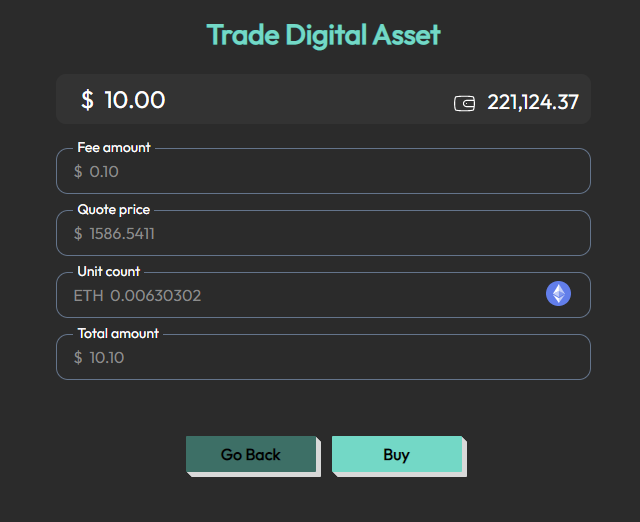 Trade Digital Asset
$ 10.00 221,124.37
Fee amount
$ 0.10
Quote price
$ 1586.5411
Unit count
ETH 0.00630302
Total amount
$ 10.10
Go Back Buy